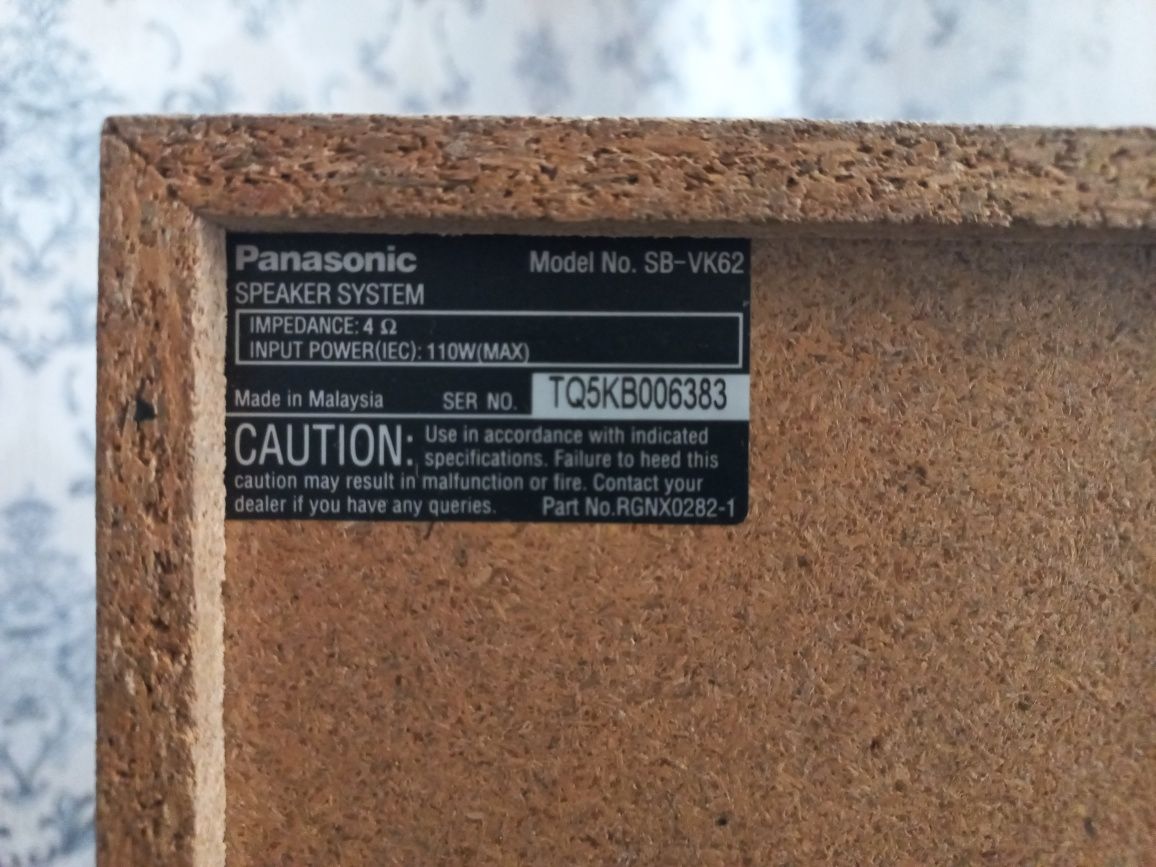 Panasonic Model No. SB-VK62
SPEAKER SYSTEM
IMPEDANCE: 4 Ω
INPUT POWER(IEC): 110W(MAX)
Made in Malaysia SER NO. TQ5KB006383
CAUTION: Use in accordance with indicated
specifications. Failure to heed this
caution may result in malfunction or fire. Contact your
dealer if you have any queries. Part No.RGNX0282-1